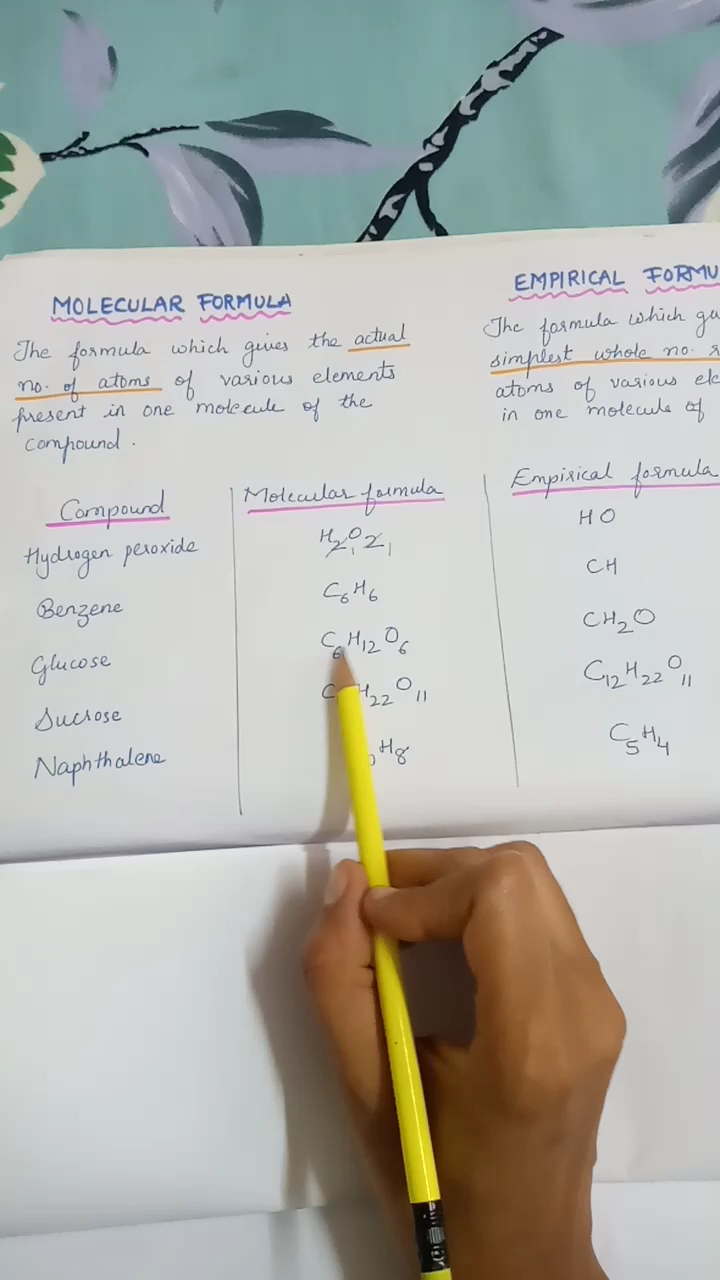 MOLECULAR FORMULA
The formula which gives the actual
no. of atoms of various elements
present in one molecule of the
compound.
EMPIRICAL
The formula which
simplest whole no.
atoms of various
in one molecule of
Compound Molecular formula Empirical formula
Hydrogen peroxide H₂O₂ HO
Benzene C₆H₆ CH
Glucose C₆H₁₂O₆ CH₂O
Sucrose H₂₂O₁₁ C₁₂H₂₂O₁₁
Naphthalene H₈ C₅H₄